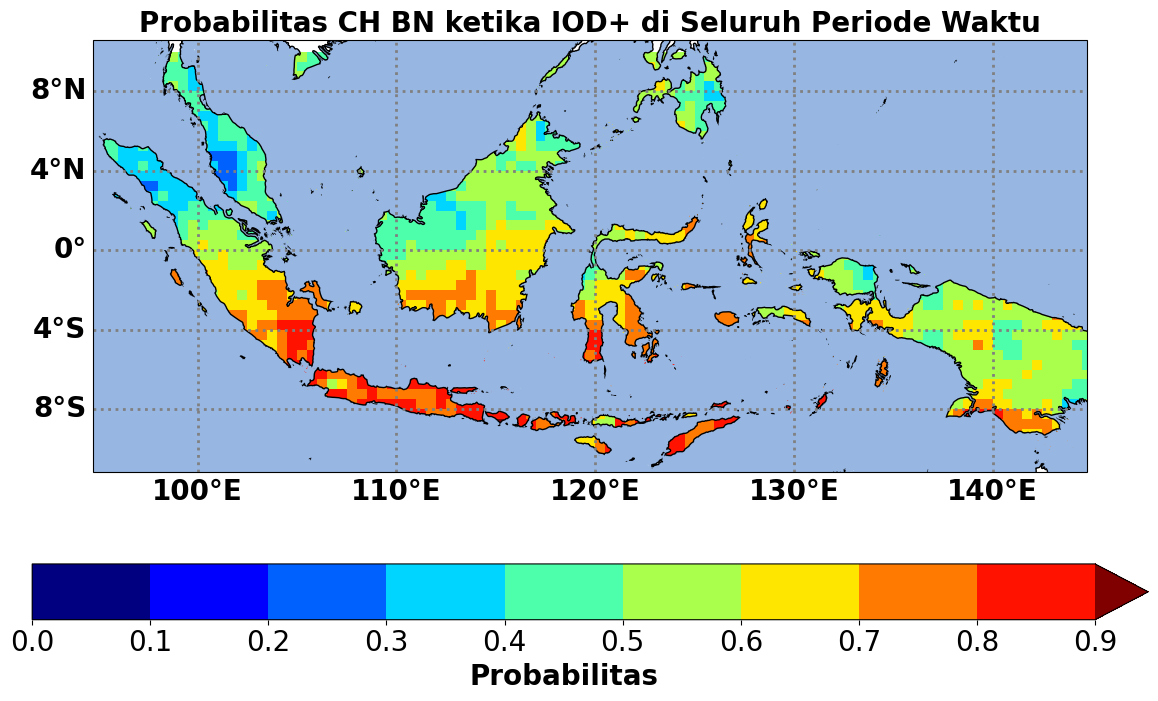 Probabilitas CH BN ketika IOD+ di Seluruh Periode Waktu
8°N
4°N
0°
4°S
8°S
100°E 110°E 120°E 130°E 140°E
0.0 0.1 0.2 0.3 0.4 0.5 0.6 0.7 0.8 0.9
Probabilitas